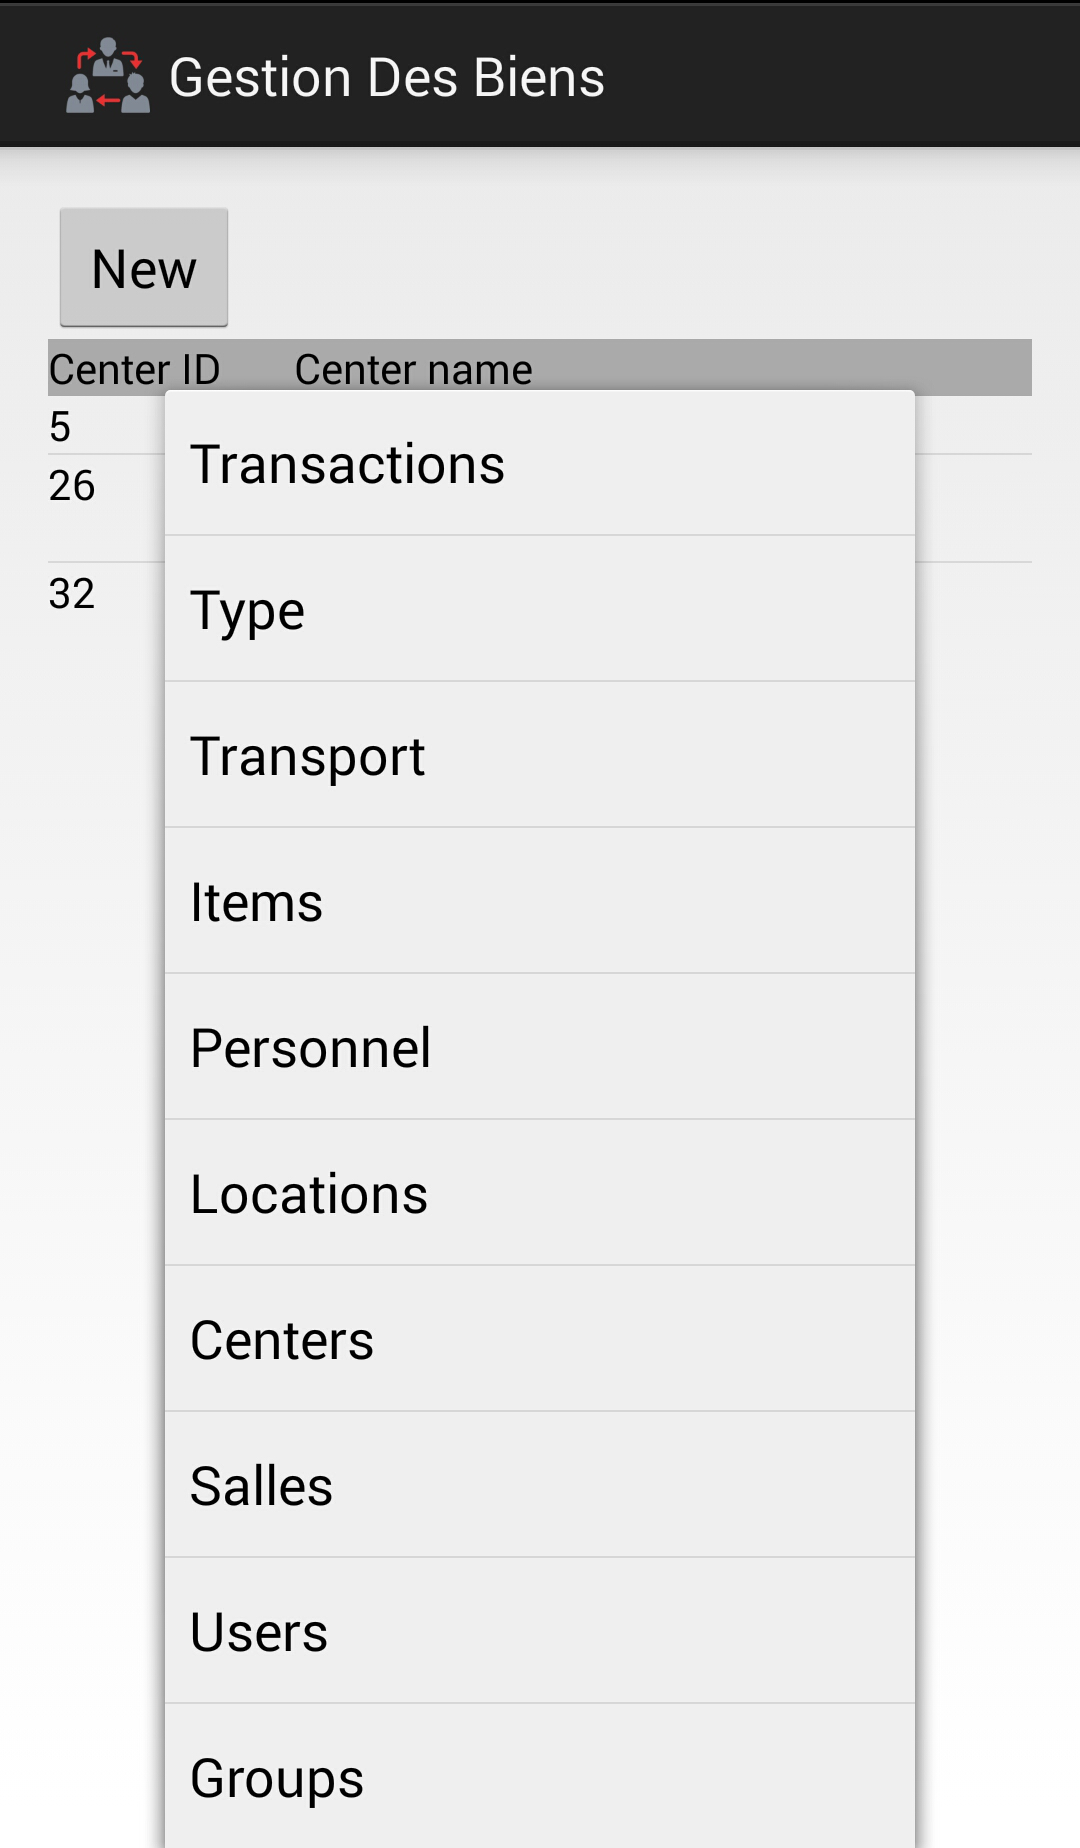 Gestion Des Biens
New
Center ID Center name
5
26
32
Transactions
Type
Transport
Items
Personnel
Locations
Centers
Salles
Users
Groups